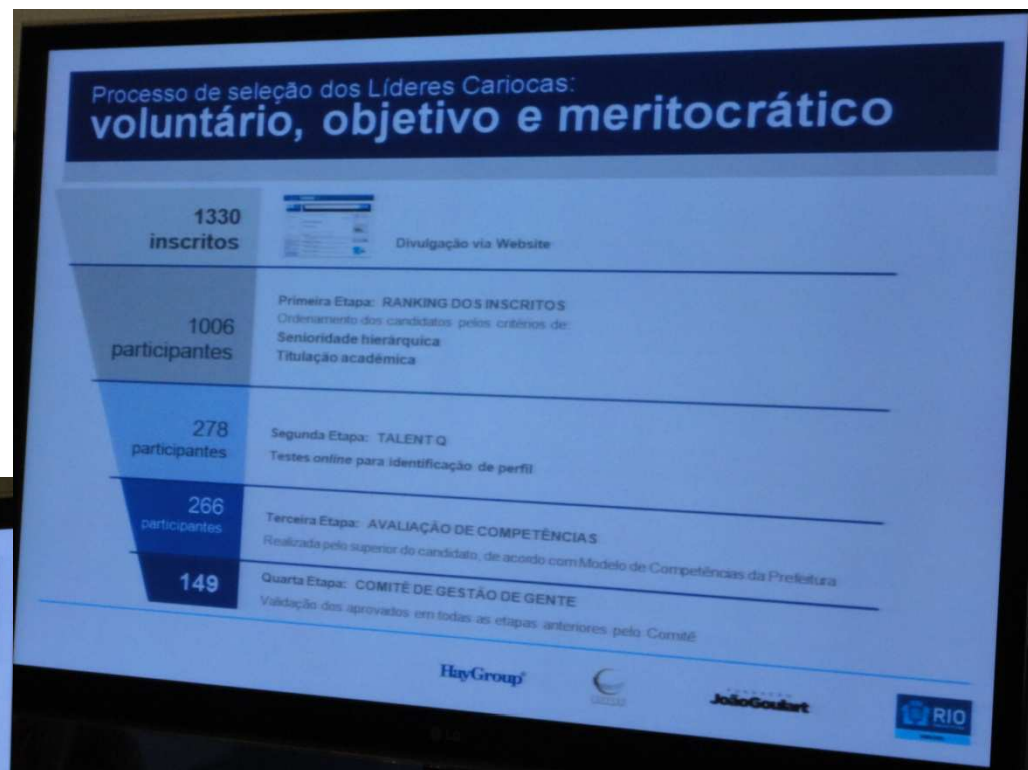 Processo de seleção dos Líderes Cariocas:
voluntário, objetivo e meritocrático
1330
inscritos
Divulgação via Website
1006
participantes
Primeira Etapa: RANKING DOS INSCRITOS
Ordenamento dos candidatos pelos critérios de:
Senioridade hierárquica
Titulação acadêmica
278
participantes
Segunda Etapa: TALENT Q
Testes online para identificação de perfil
266
participantes
Terceira Etapa: AVALIAÇÃO DE COMPETÊNCIAS
Realizada pelo superior do candidato, de acordo com Modelo de Competências da Prefeitura
149
Quarta Etapa: COMITÊ DE GESTÃO DE GENTE
Validação dos aprovados em todas as etapas anteriores pelo Comitê
HayGroup
FUNDAÇÃO
JoãoGoulart
RIO
LG